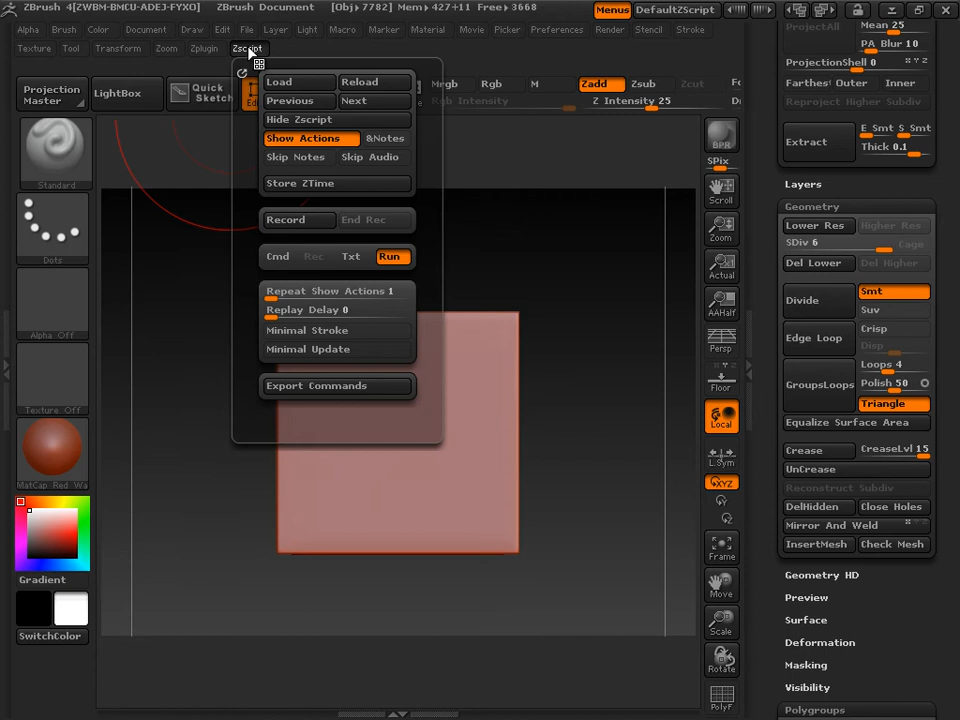 ZBrush 4[ZWBM-BMCU-ADEJ-FYXO] ZBrush Document [Obj▸ 7782] Mem▸427+11 Free▸3668 Menus DefaultZScript
Alpha Brush Color Document Draw Edit File Layer Light Macro Marker Material Movie Picker Preferences Render Stencil Stroke
Texture Tool Transform Zoom Zplugin Zscript
Projection Master
LightBox
Quick Sketch
Mrgb Rgb M Zadd Zsub Zcut
Rgb Intensity Z Intensity 25
Load Reload
Previous Next
Hide Zscript
Show Actions &Notes
Skip Notes Skip Audio
Store ZTime
Record End Rec
Cmd Rec Txt Run
Repeat Show Actions 1
Replay Delay 0
Minimal Stroke
Minimal Update
Export Commands
Standard
Dots
Alpha Off
Texture Off
MatCap Red Wa
Gradient
SwitchColor
BPR
SPix
Scroll
Zoom
Actual
AAHalf
Persp
Floor
Local
L.Sym
XYZ
Y
Z
Frame
Move
Scale
Rotate
PolyF
ProjectAll Mean 25
PA Blur 10
ProjectionShell 0
Farthest Outer Inner
Reproject Higher Subdiv
Extract E Smt S Smt
Thick 0.1
Layers
Geometry
Lower Res Higher Res
SDiv 6 Cage
Del Lower Del Higher
Divide Smt
Suv
Edge Loop Crisp
Disp
GroupsLoops Loops 4
Polish 50
Triangle
Equalize Surface Area
Crease CreaseLvl 15
UnCrease
Reconstruct Subdiv
DelHidden Close Holes
Mirror And Weld
InsertMesh Check Mesh
Geometry HD
Preview
Surface
Deformation
Masking
Visibility
Polygroups